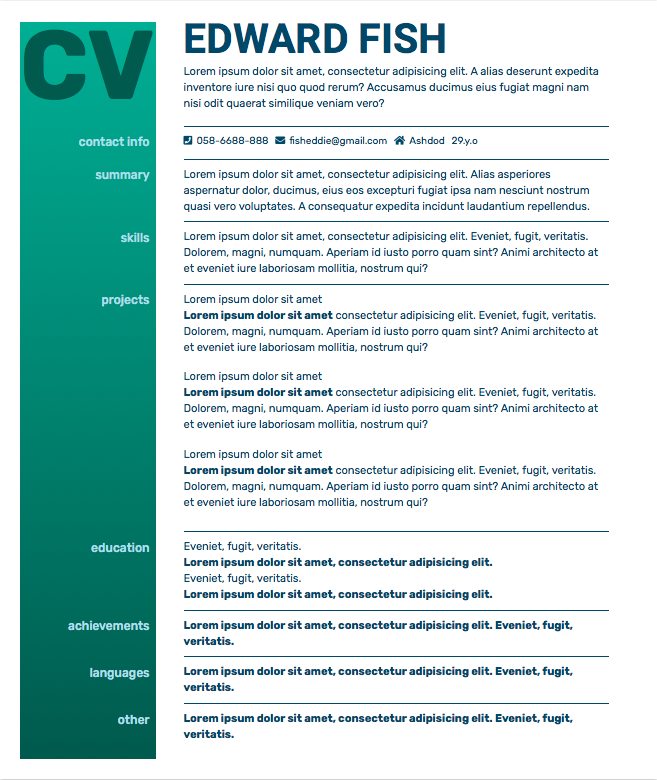 CV
EDWARD FISH
Lorem ipsum dolor sit amet, consectetur adipisicing elit. A alias deserunt expedita
inventore iure nisi quo quod rerum? Accusamus ducimus eius fugiat magni nam
nisi odit quaerat similique veniam vero?
contact info
058-6688-888 fisheddie@gmail.com Ashdod 29.y.o
summary
Lorem ipsum dolor sit amet, consectetur adipisicing elit. Alias asperiores
aspernatur dolor, ducimus, eius eos excepturi fugiat ipsa nam nesciunt nostrum
quasi vero voluptates. A consequatur expedita incidunt laudantium repellendus.
skills
Lorem ipsum dolor sit amet, consectetur adipisicing elit. Eveniet, fugit, veritatis.
Dolorem, magni, numquam. Aperiam id iusto porro quam sint? Animi architecto at
et eveniet iure laboriosam mollitia, nostrum qui?
projects
Lorem ipsum dolor sit amet
Lorem ipsum dolor sit amet consectetur adipisicing elit. Eveniet, fugit, veritatis.
Dolorem, magni, numquam. Aperiam id iusto porro quam sint? Animi architecto at
et eveniet iure laboriosam mollitia, nostrum qui?
Lorem ipsum dolor sit amet
Lorem ipsum dolor sit amet consectetur adipisicing elit. Eveniet, fugit, veritatis.
Dolorem, magni, numquam. Aperiam id iusto porro quam sint? Animi architecto at
et eveniet iure laboriosam mollitia, nostrum qui?
Lorem ipsum dolor sit amet
Lorem ipsum dolor sit amet consectetur adipisicing elit. Eveniet, fugit, veritatis.
Dolorem, magni, numquam. Aperiam id iusto porro quam sint? Animi architecto at
et eveniet iure laboriosam mollitia, nostrum qui?
education
Eveniet, fugit, veritatis.
Lorem ipsum dolor sit amet, consectetur adipisicing elit.
Eveniet, fugit, veritatis.
Lorem ipsum dolor sit amet, consectetur adipisicing elit.
achievements
Lorem ipsum dolor sit amet, consectetur adipisicing elit. Eveniet, fugit,
veritatis.
languages
Lorem ipsum dolor sit amet, consectetur adipisicing elit. Eveniet, fugit,
veritatis.
other
Lorem ipsum dolor sit amet, consectetur adipisicing elit. Eveniet, fugit,
veritatis.